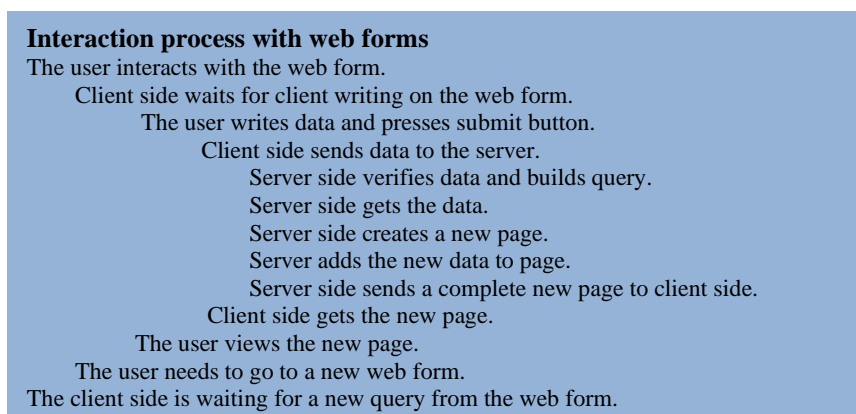 Interaction process with web forms
The user interacts with the web form.
Client side waits for client writing on the web form.
The user writes data and presses submit button.
Client side sends data to the server.
Server side verifies data and builds query.
Server side gets the data.
Server side creates a new page.
Server adds the new data to page.
Server side sends a complete new page to client side.
Client side gets the new page.
The user views the new page.
The user needs to go to a new web form.
The client side is waiting for a new query from the web form.